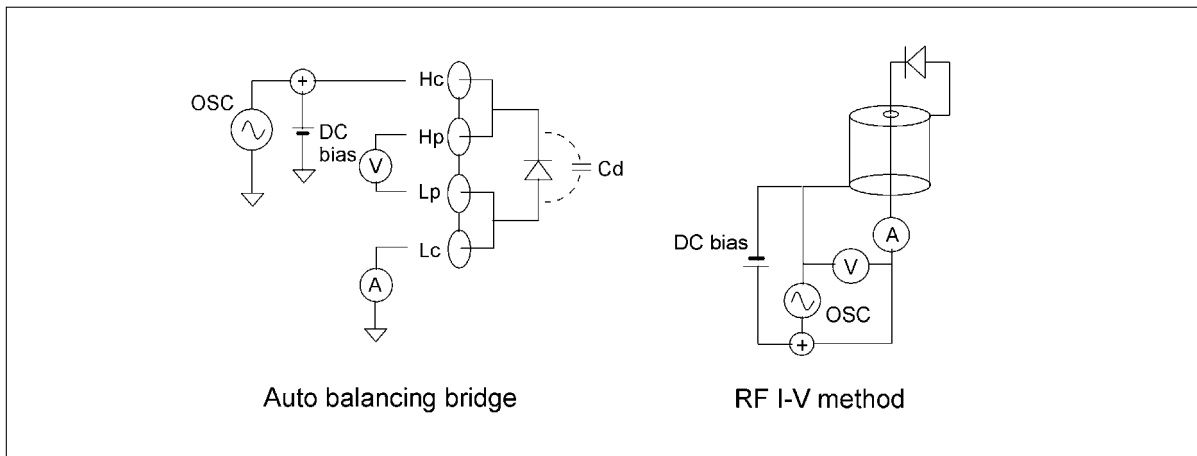 OSC
+
DC
bias
V
A
Hc
Hp
Lp
Lc
Cd
Auto balancing bridge
DC bias
A
V
OSC
+
RF I-V method